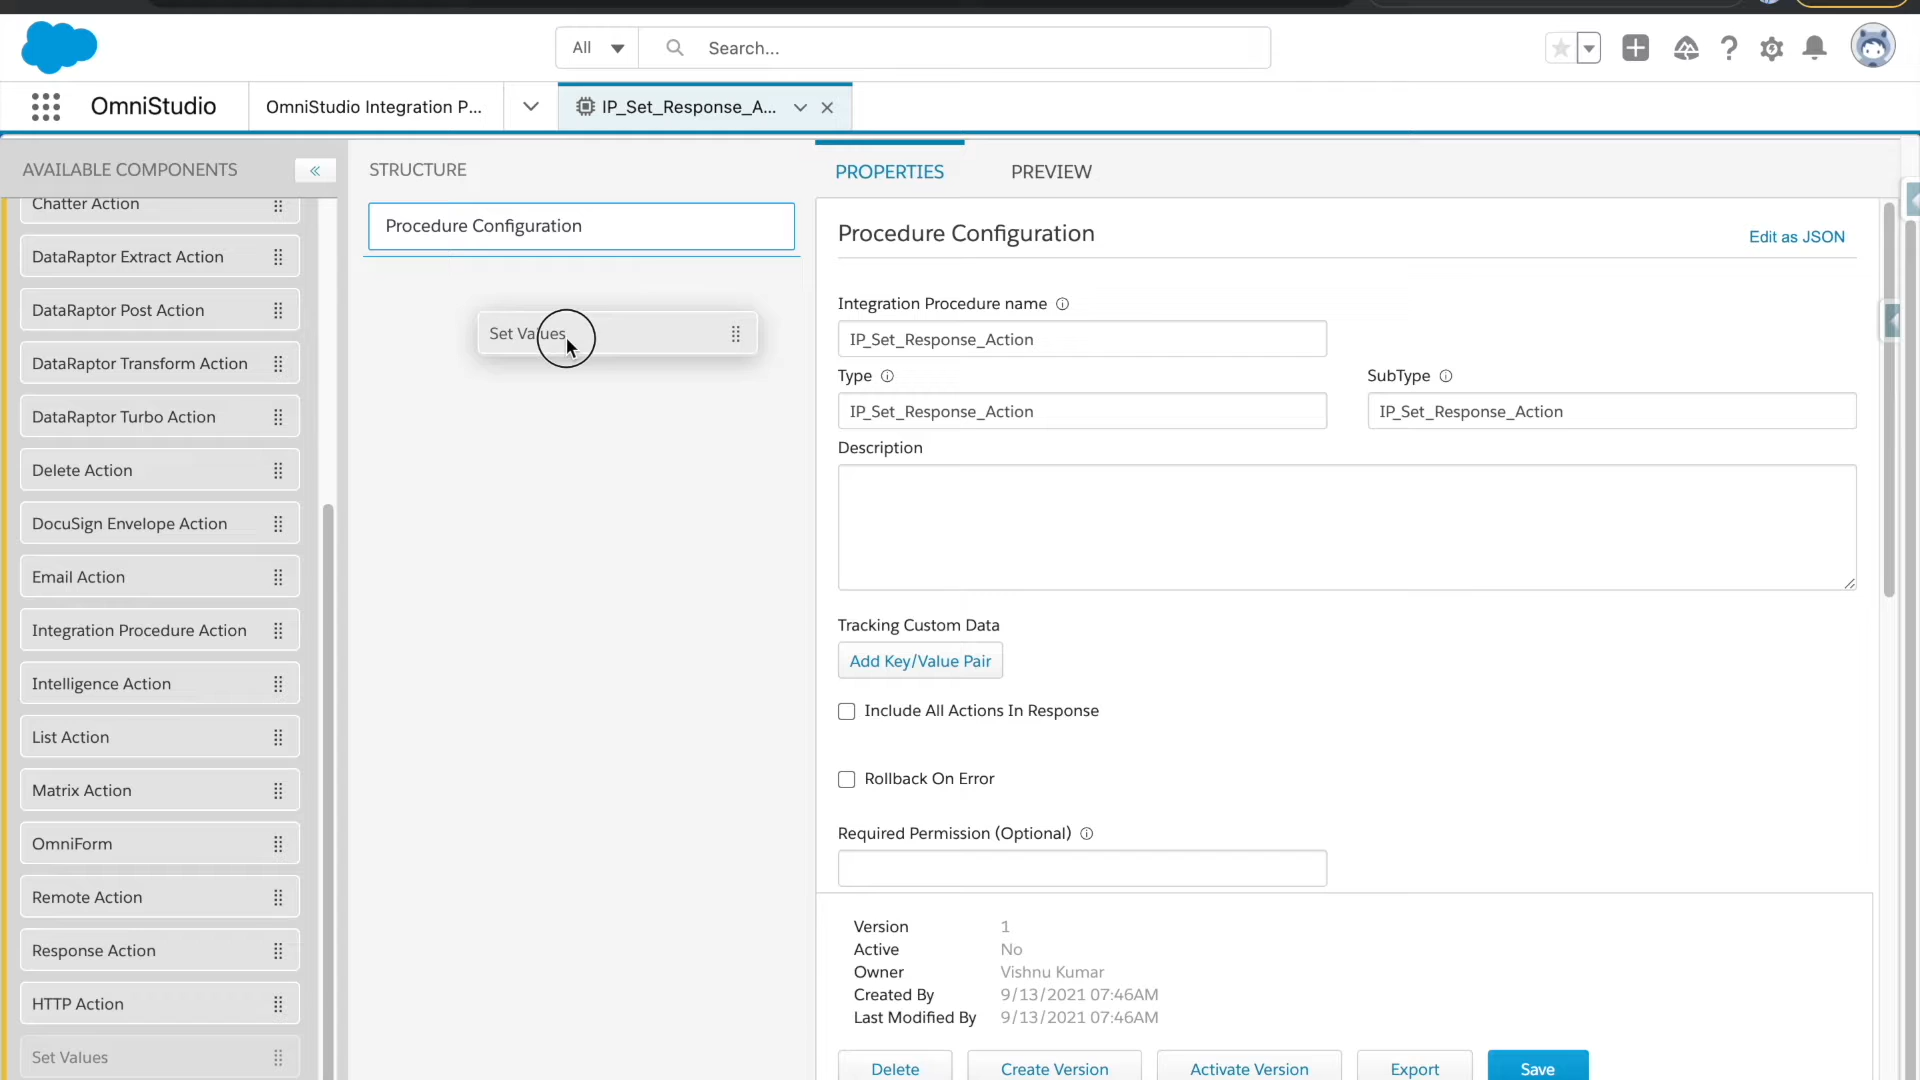 All
Search...
OmniStudio
OmniStudio Integration P...
IP_Set_Response_A...
AVAILABLE COMPONENTS
Chatter Action
DataRaptor Extract Action
DataRaptor Post Action
DataRaptor Transform Action
DataRaptor Turbo Action
Delete Action
DocuSign Envelope Action
Email Action
Integration Procedure Action
Intelligence Action
List Action
Matrix Action
OmniForm
Remote Action
Response Action
HTTP Action
Set Values
STRUCTURE
Procedure Configuration
Set Values
PROPERTIES
PREVIEW
Procedure Configuration
Edit as JSON
Integration Procedure name
IP_Set_Response_Action
Type
SubType
IP_Set_Response_Action
IP_Set_Response_Action
Description
Tracking Custom Data
Add Key/Value Pair
Include All Actions In Response
Rollback On Error
Required Permission (Optional)
Version 1
Active No
Owner Vishnu Kumar
Created By 9/13/2021 07:46AM
Last Modified By 9/13/2021 07:46AM
Delete
Create Version
Activate Version
Export
Save